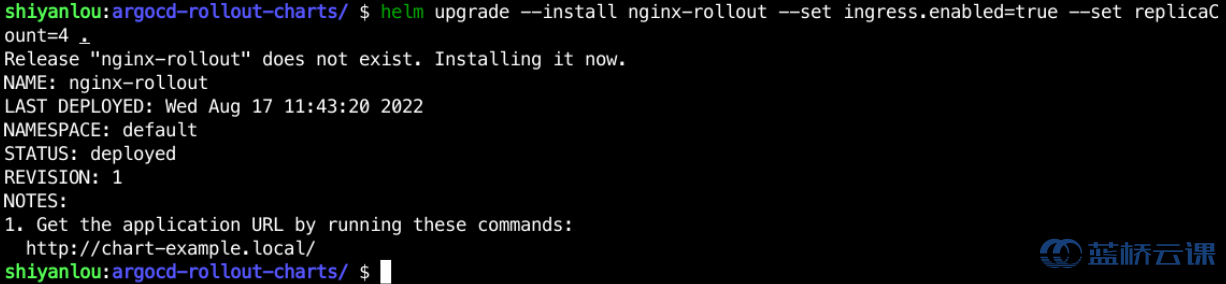 shiyanlou:argocd-rollout-charts/ $ helm upgrade --install nginx-rollout --set ingress.enabled=true --set replicaC
ount=4 .
Release "nginx-rollout" does not exist. Installing it now.
NAME: nginx-rollout
LAST DEPLOYED: Wed Aug 17 11:43:20 2022
NAMESPACE: default
STATUS: deployed
REVISION: 1
NOTES:
1. Get the application URL by running these commands:
  http://chart-example.local/
shiyanlou:argocd-rollout-charts/ $
蓝桥云课